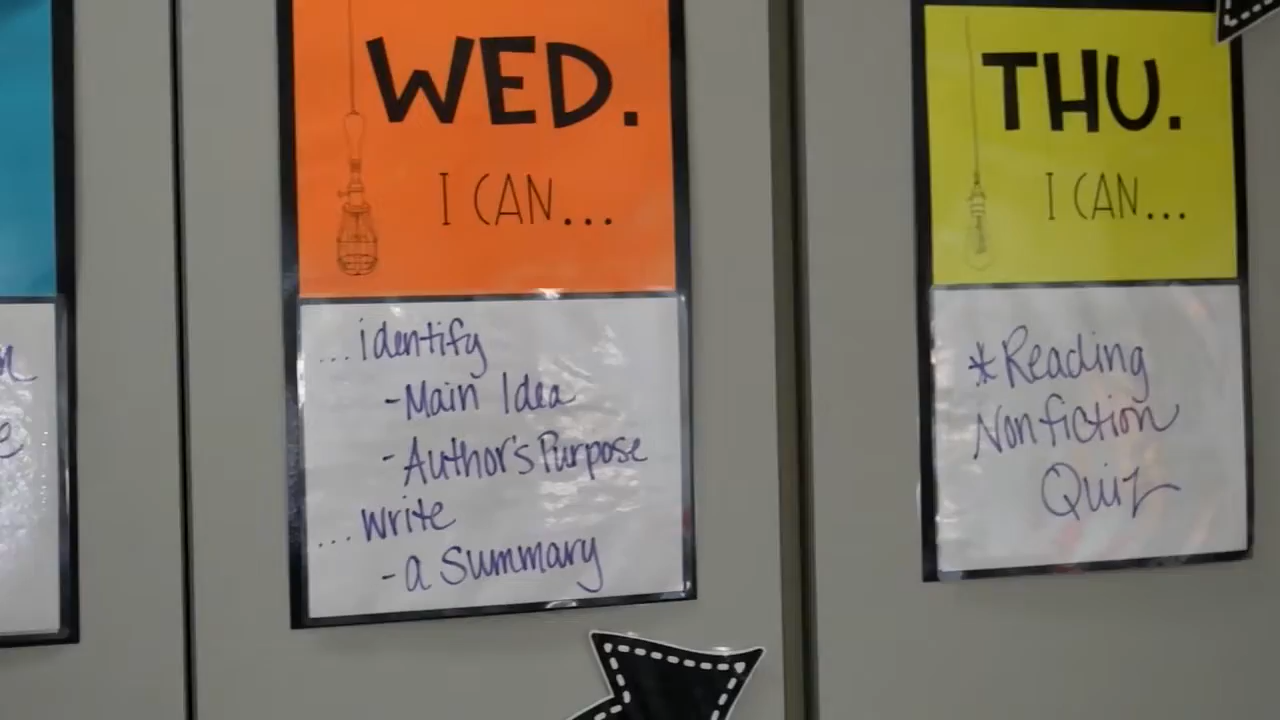 WED.
I CAN...
...identify
-Main Idea
-Author's Purpose
...write
-a Summary
THU.
I CAN...
*Reading
Nonfiction
Quiz